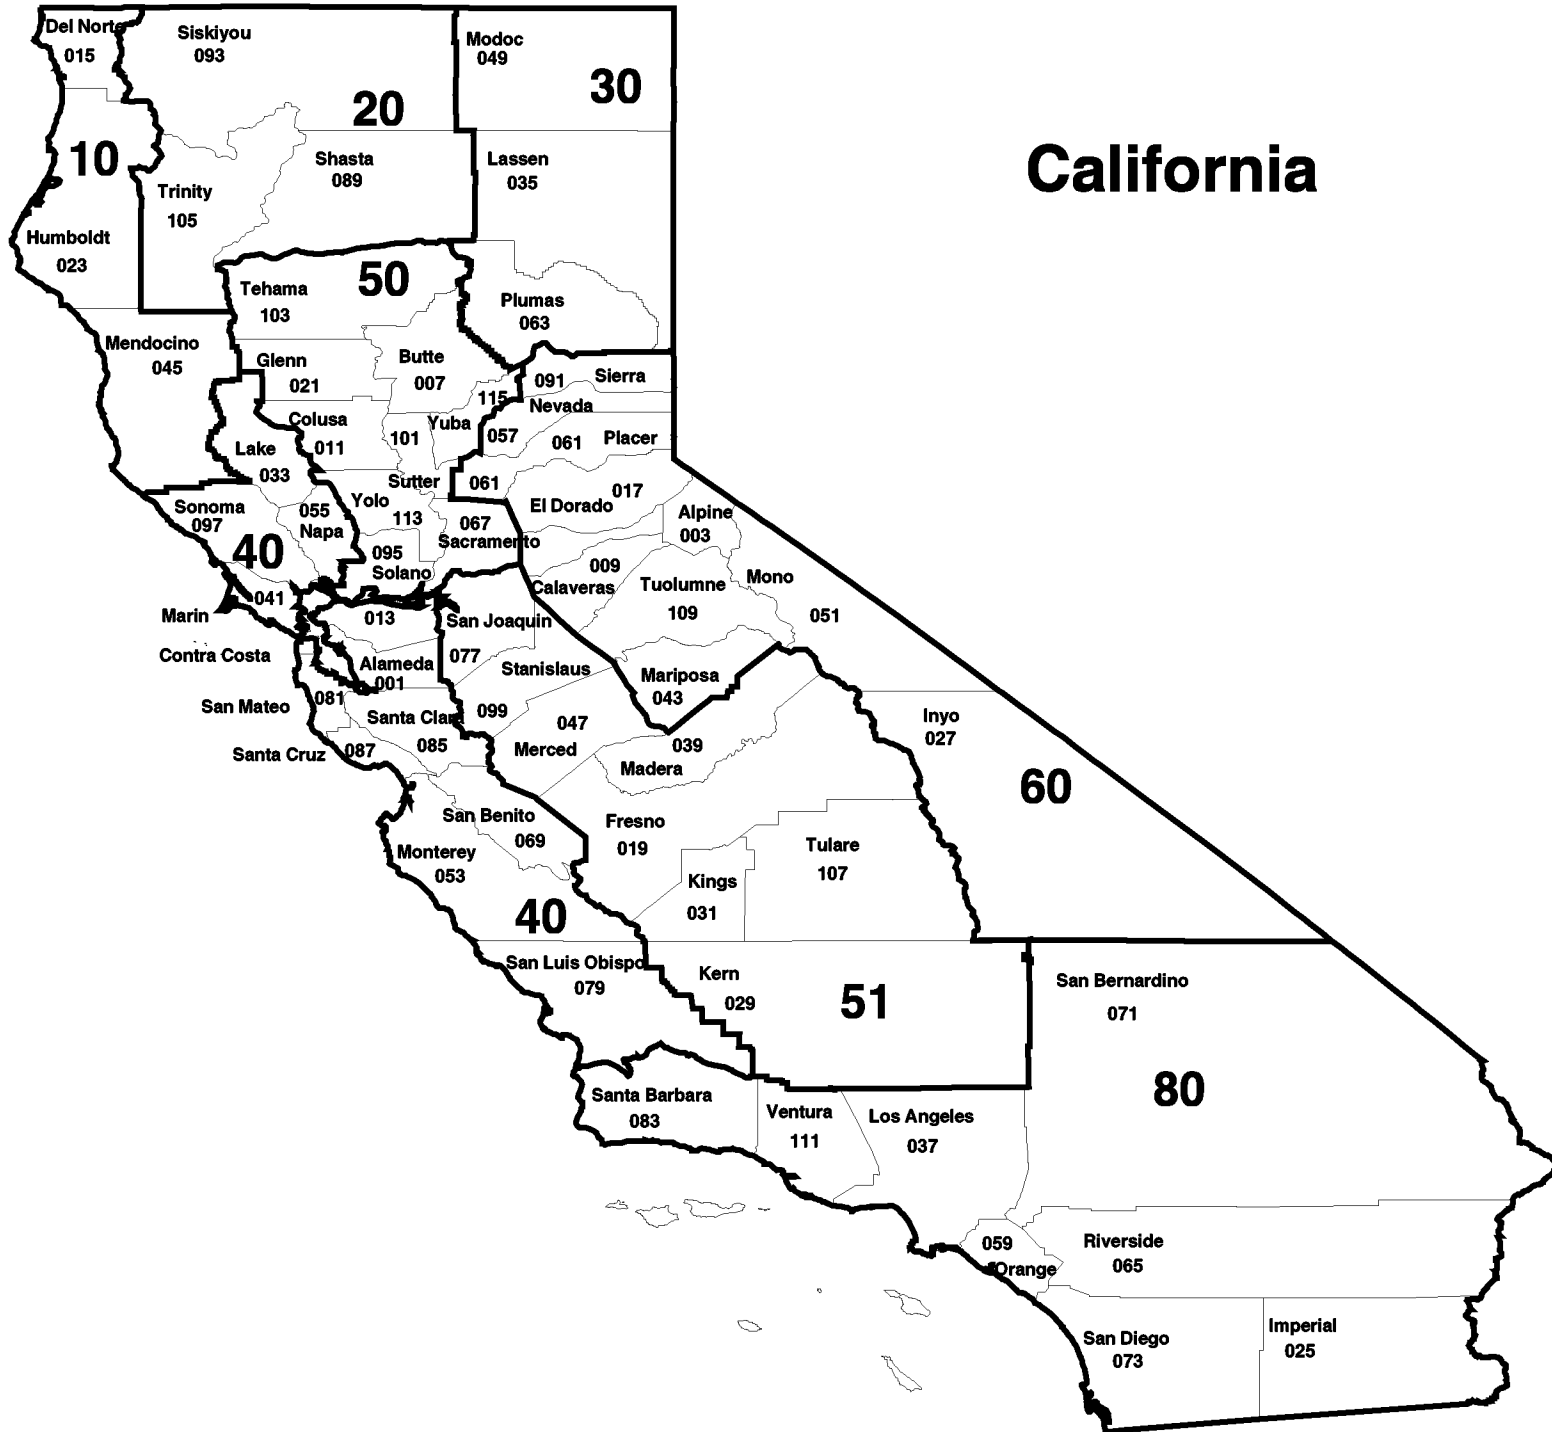 California
Del Norte
015
Siskiyou
093
Modoc
049
30
20
10
Shasta
089
Lassen
035
Trinity
105
Humboldt
023
50
Tehama
103
Plumas
063
Mendocino
045
Glenn
021
Butte
007
091
Sierra
115
Nevada
Colusa
011
101
Yuba
057
061
Placer
Lake
033
Sutter
061
017
El Dorado
Sonoma
097
055
Napa
Yolo
113
067
Sacramento
Alpine
003
40
095
Solano
009
Calaveras
Tuolumne
109
Mono
051
041
Marin
013
San Joaquin
077
Contra Costa
Alameda
001
Stanislaus
099
Mariposa
043
San Mateo
081
Santa Clara
085
047
Merced
039
Madera
Inyo
027
Santa Cruz
087
60
San Benito
069
Fresno
019
Tulare
107
Monterey
053
Kings
031
40
San Luis Obispo
079
Kern
029
51
San Bernardino
071
80
Santa Barbara
083
Ventura
111
Los Angeles
037
059
Orange
Riverside
065
San Diego
073
Imperial
025